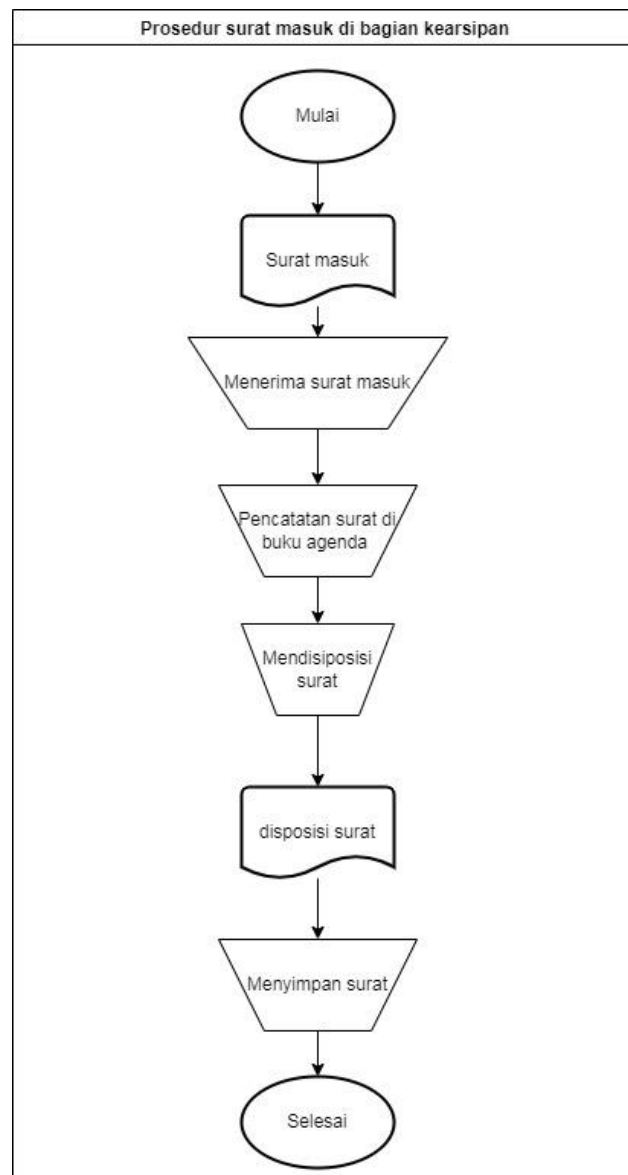 Prosedur surat masuk di bagian kearsipan
Mulai
Surat masuk
Menerima surat masuk
Pencatatan surat di
buku agenda
Mendisiposisi
surat
disposisi surat
Menyimpan surat
Selesai